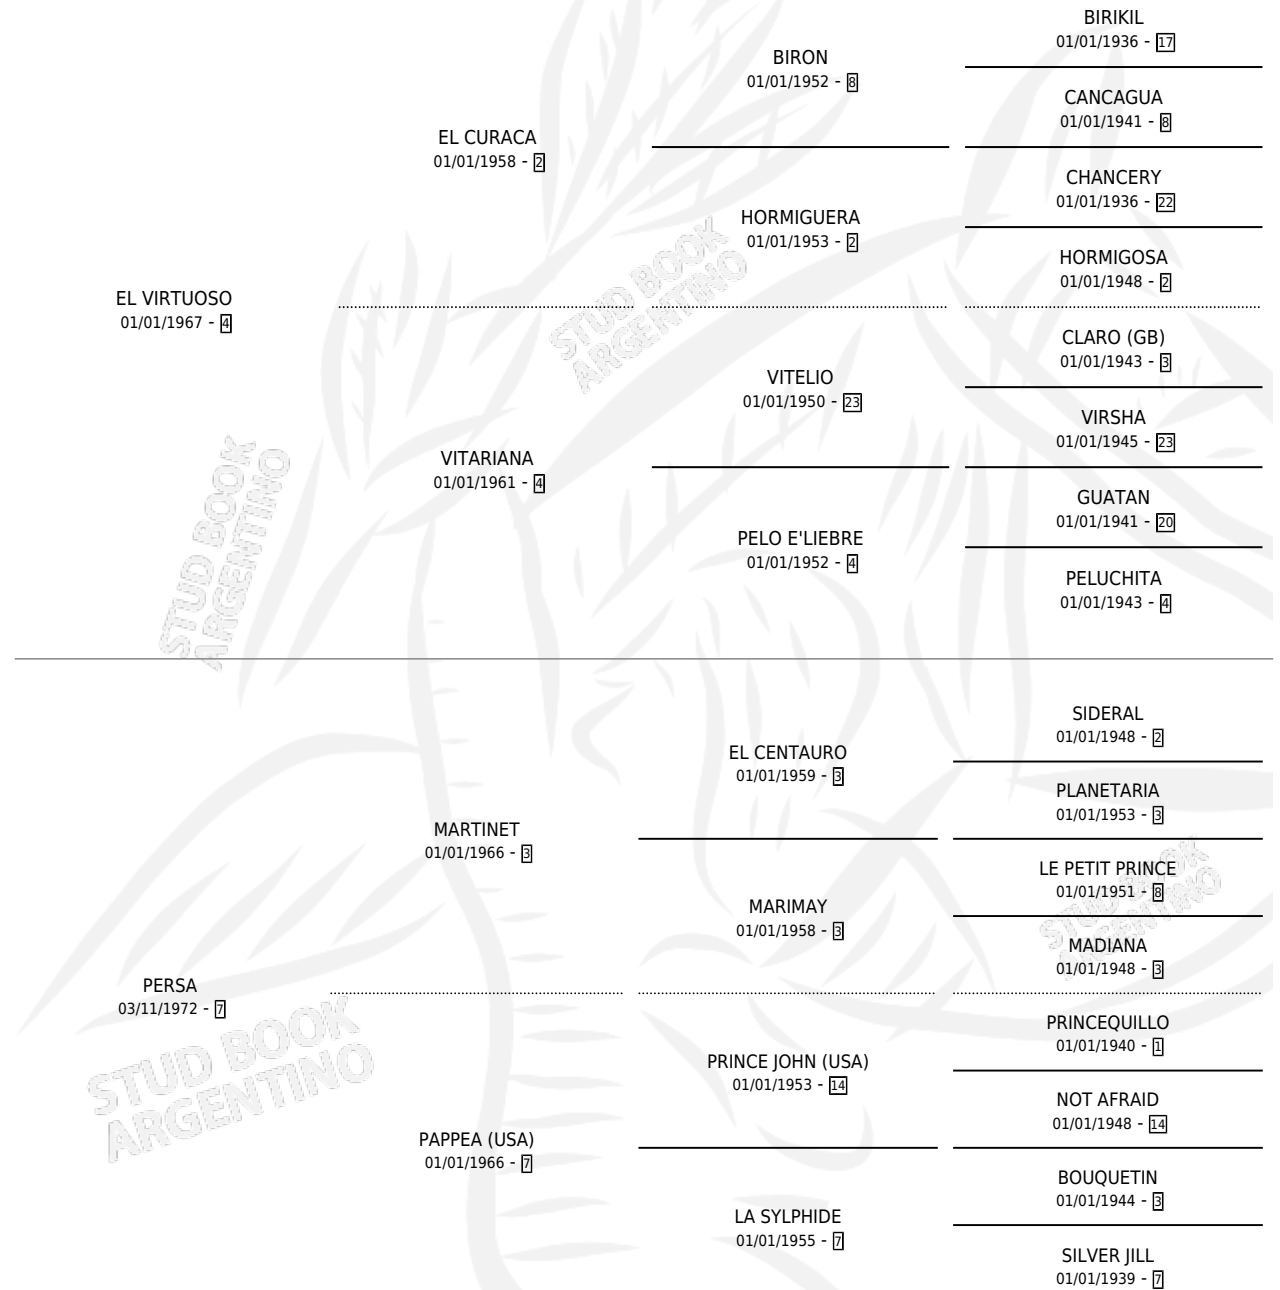 BIRIKIL
01/01/1936 - 17
BIRON
01/01/1952 - 8
CANCAGUA
01/01/1941 - 8
EL CURACA
01/01/1958 - 2
CHANCERY
01/01/1936 - 22
HORMIGUERA
01/01/1953 - 2
HORMIGOSA
01/01/1948 - 2
EL VIRTUOSO
01/01/1967 - 4
CLARO (GB)
01/01/1943 - 3
VITELIO
01/01/1950 - 23
VIRSHA
01/01/1945 - 23
VITARIANA
01/01/1961 - 4
GUATAN
01/01/1941 - 20
PELO E'LIEBRE
01/01/1952 - 4
PELUCHITA
01/01/1943 - 4
SIDERAL
01/01/1948 - 2
EL CENTAURO
01/01/1959 - 3
PLANETARIA
01/01/1953 - 3
MARTINET
01/01/1966 - 3
LE PETIT PRINCE
01/01/1951 - 8
MARIMAY
01/01/1958 - 3
MADIANA
01/01/1948 - 3
PERSA
03/11/1972 - 7
PRINCEQUILLO
01/01/1940 - 1
PRINCE JOHN (USA)
01/01/1953 - 14
NOT AFRAID
01/01/1948 - 14
PAPPEA (USA)
01/01/1966 - 7
BOUQUETIN
01/01/1944 - 3
LA SYLPHIDE
01/01/1955 - 7
SILVER JILL
01/01/1939 - 7
STUD BOOK
ARGENTINO
STUD BOOK
ARGENTINO
STUD BOOK
ARGENTINO
STUD BOOK
ARGENTINO